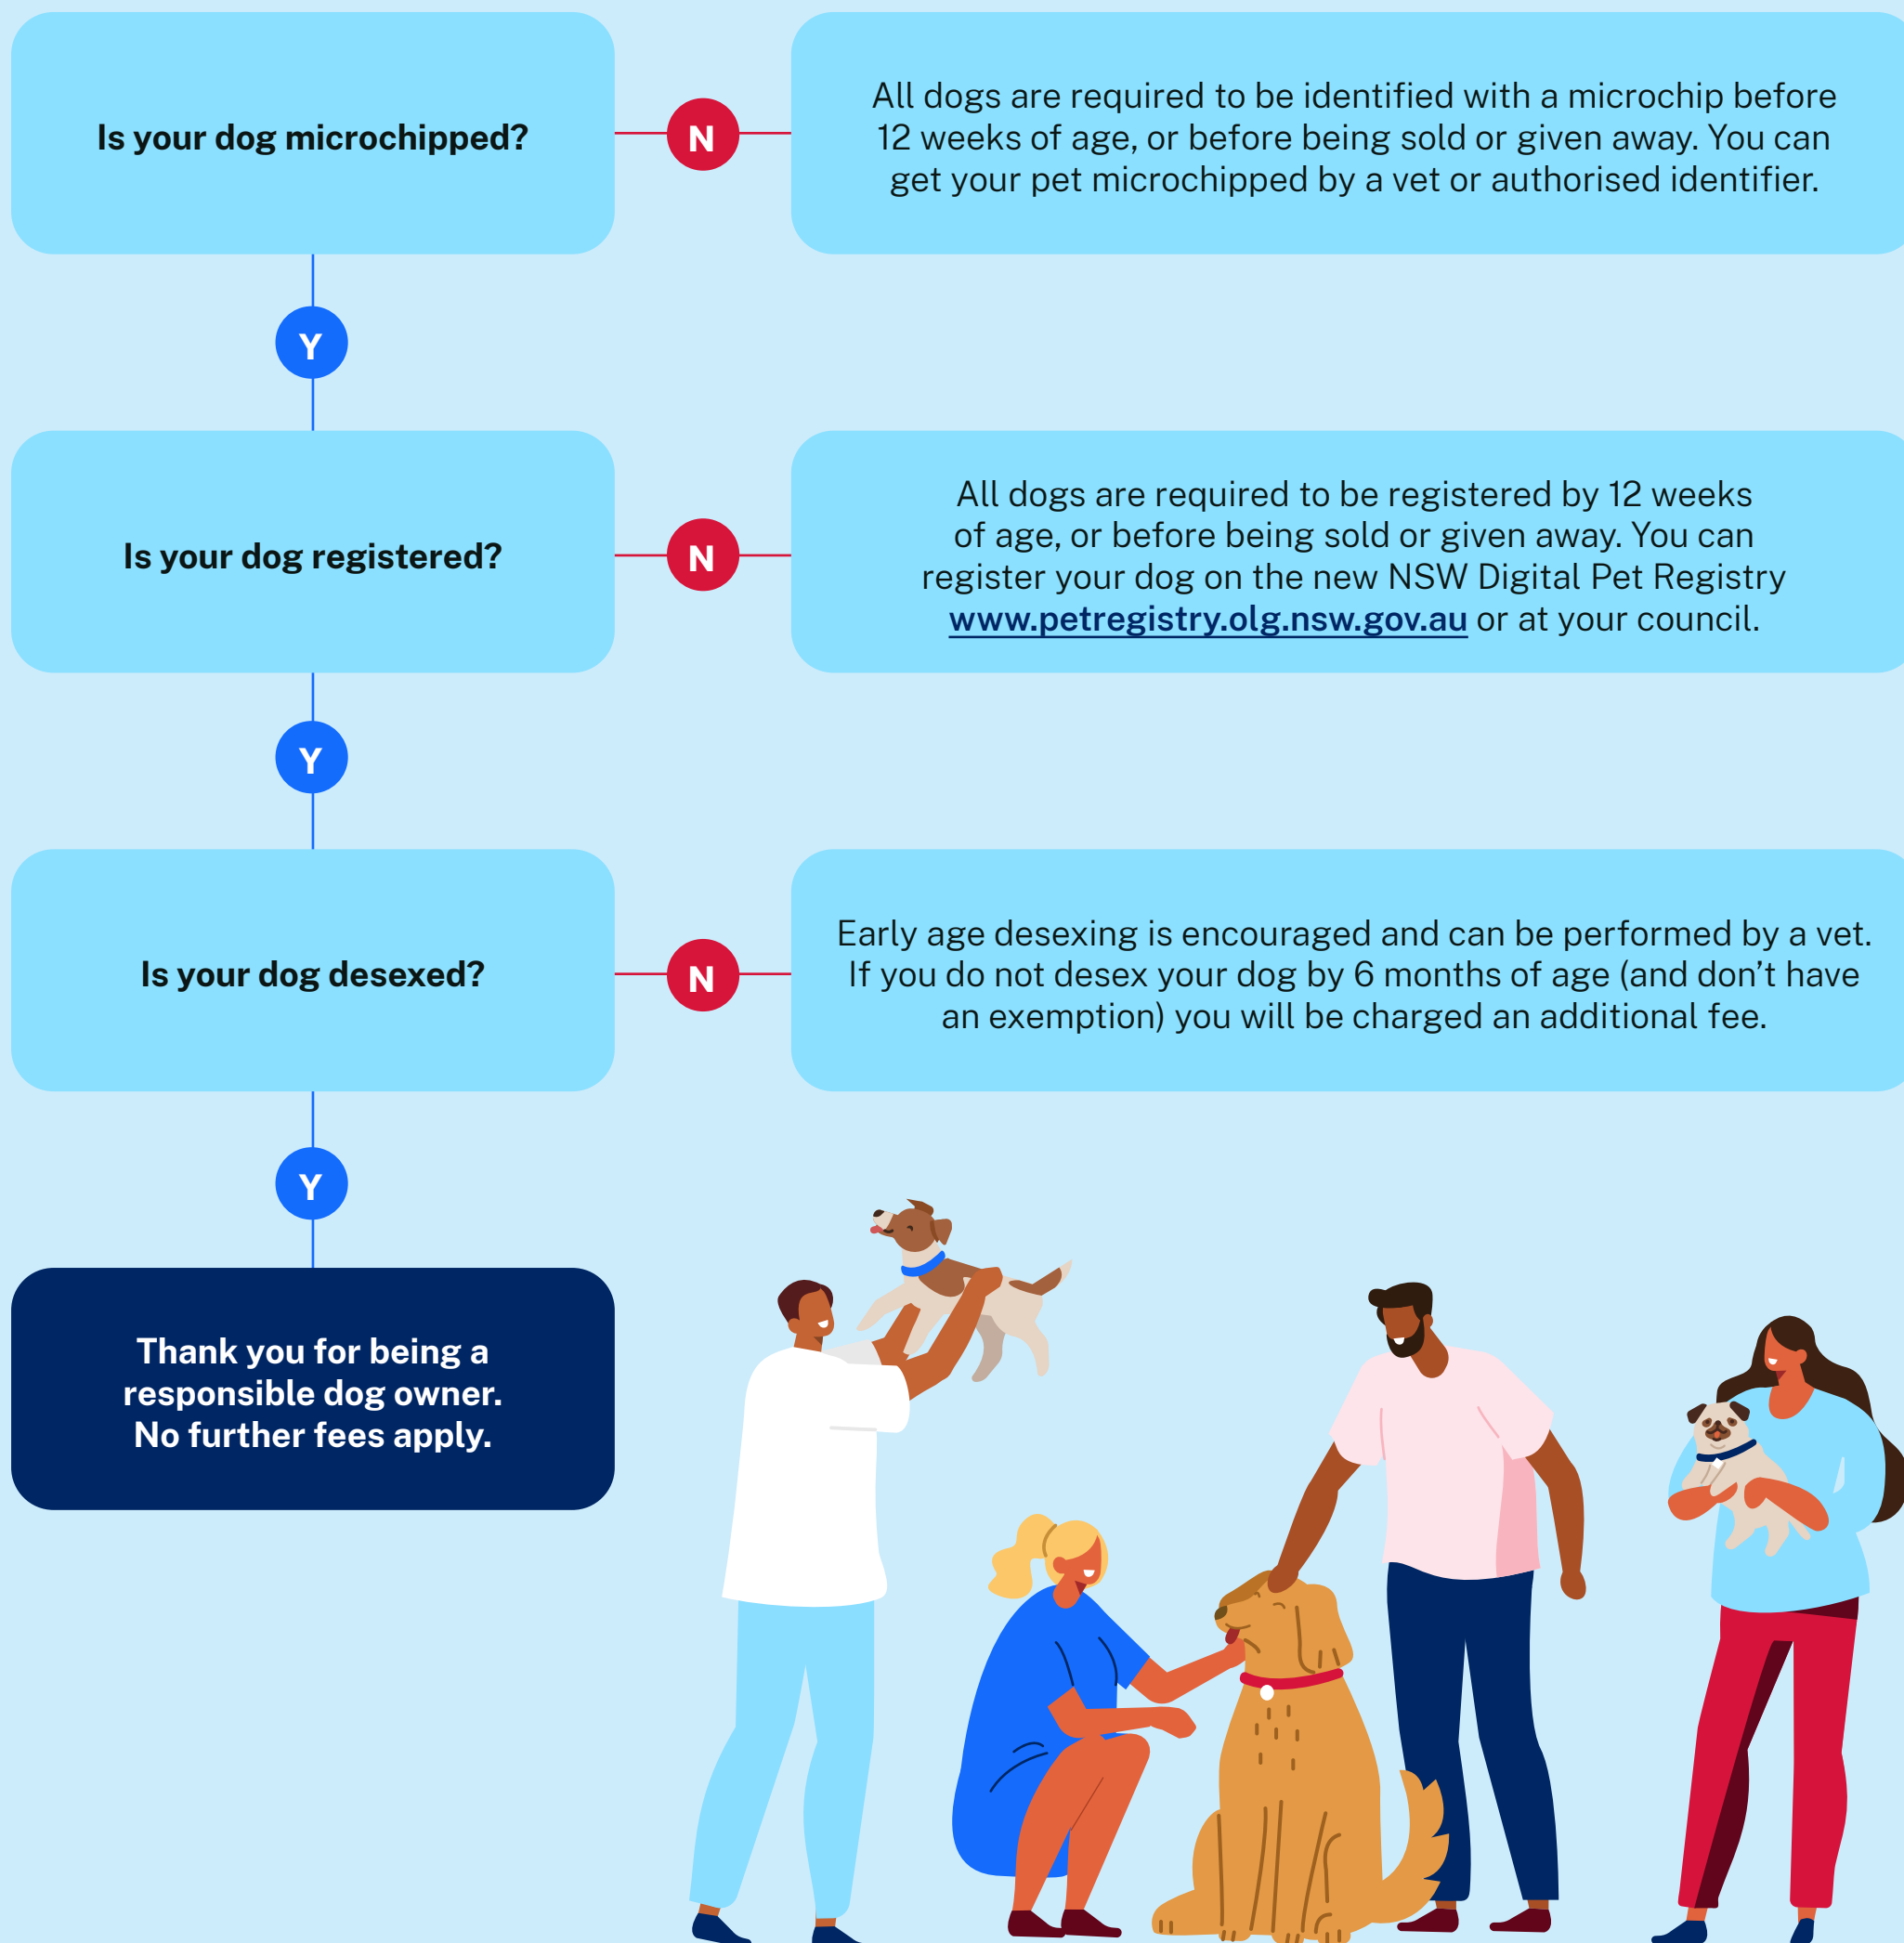 Is your dog microchipped?
N
All dogs are required to be identified with a microchip before
12 weeks of age, or before being sold or given away. You can
get your pet microchipped by a vet or authorised identifier.
Y
Is your dog registered?
N
All dogs are required to be registered by 12 weeks
of age, or before being sold or given away. You can
register your dog on the new NSW Digital Pet Registry
www.petregistry.olg.nsw.gov.au or at your council.
Y
Is your dog desexed?
N
Early age desexing is encouraged and can be performed by a vet.
If you do not desex your dog by 6 months of age (and don’t have
an exemption) you will be charged an additional fee.
Y
Thank you for being a
responsible dog owner.
No further fees apply.